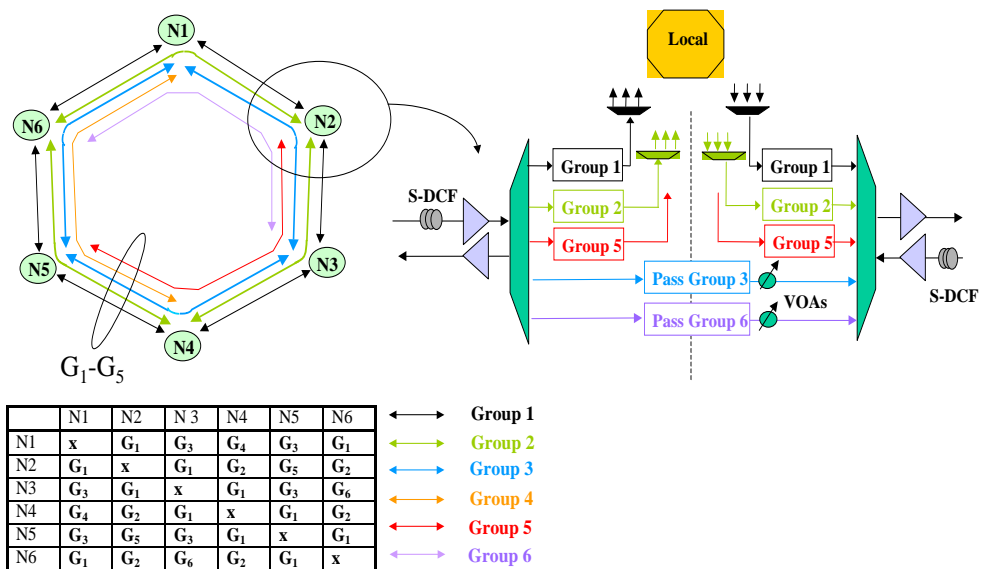 N1
N2
N6
N5
N3
N4
G1-G5
Local
Group 1
Group 2
Group 5
Pass Group 3
Pass Group 6
S-DCF
Group 1
Group 2
Group 5
VOAs
S-DCF
N1 N2 N 3 N4 N5 N6
N1 x G1 G3 G4 G3 G1
N2 G1 x G1 G2 G5 G2
N3 G3 G1 x G1 G3 G6
N4 G4 G2 G1 x G1 G2
N5 G3 G5 G3 G1 x G1
N6 G1 G2 G6 G2 G1 x
Group 1
Group 2
Group 3
Group 4
Group 5
Group 6